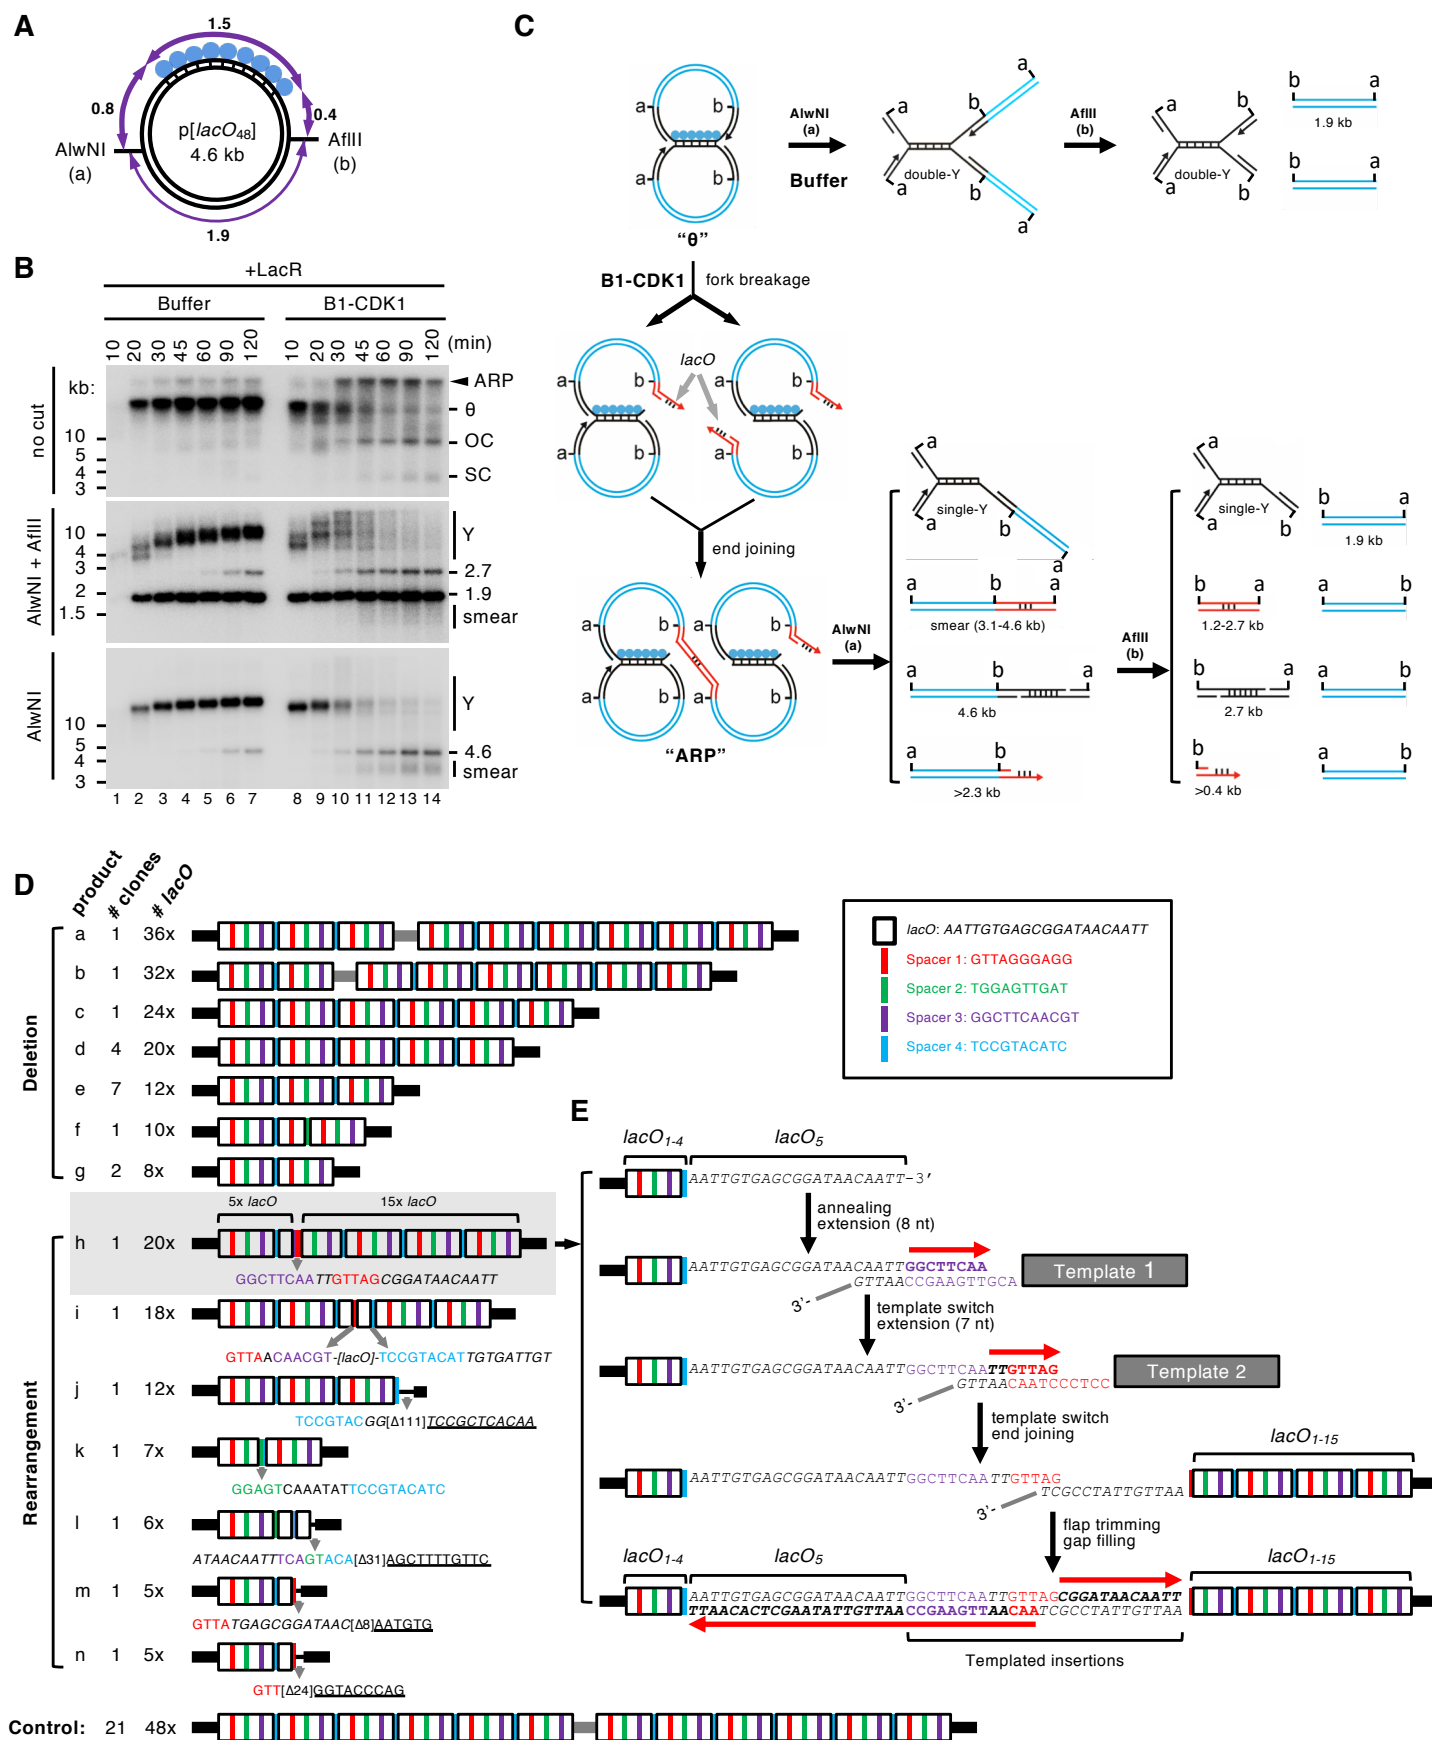 A
1.5
0.8
0.4
p[lacO48]
4.6 kb
AlwNI
(a)
AflII
(b)
1.9
B
+LacR
Buffer
B1-CDK1
10 20 30 45 60 90 120 10 20 30 45 60 90 120 (min)
kb:
no cut
10
5
4
3
ARP
θ
OC
SC
AlwNI + AflII
10
4
3
2
1.5
Y
2.7
1.9
smear
AlwNI
10
5
4
3
Y
4.6
smear
1 2 3 4 5 6 7 8 9 10 11 12 13 14
C
a b
a b
"θ"
AlwNI
(a)
Buffer
a
a
b
b
a
a
double-Y
AflII
(b)
a
b
a
b
double-Y
b a
1.9 kb
B1-CDK1
fork breakage
lacO
a b
a b
a b
a b
end joining
a b
a b
a b
a b
"ARP"
AlwNI
(a)
a
a
single-Y
b
a
a b a
smear (3.1-4.6 kb)
a b a
4.6 kb
a b
>2.3 kb
AflII
(b)
a
a
single-Y
b
b a
1.9 kb
b a
1.2-2.7 kb
a b
b a
2.7 kb
a b
b
>0.4 kb
a b
D
product
# clones
# lacO
Deletion
a 1 36x
b 1 32x
c 1 24x
d 4 20x
e 7 12x
f 1 10x
g 2 8x
Rearrangement
5x lacO 15x lacO
h 1 20x
GGCTTCAATTGTTAGCGGATAACAATT
i 1 18x
GTTAACAACGT-[lacO]-TCCGTACATTGTGATTGT
j 1 12x
TCCGTACGG[Δ111]TCCGCTCACAA
k 1 7x
GGAGTCAAATATTCCGTACATC
l 1 6x
ATAACAATTTCAGTACA[Δ31]AGCTTTTGTTC
m 1 5x
GTTATGAGCGGATAAC[Δ8]AATGTG
n 1 5x
GTT[Δ24]GGTACCCAG
Control: 21 48x
lacO: AATTGTGAGCGGATAACAATT
Spacer 1: GTTAGGGAGG
Spacer 2: TGGAGTTGAT
Spacer 3: GGCTTCAACGT
Spacer 4: TCCGTACATC
E
lacO1-4 lacO5
AATTGTGAGCGGATAACAATT-3'
annealing
extension (8 nt)
AATTGTGAGCGGATAACAATTGGCTTCAA
GTTAACCGAAGTTGCA
3'-
Template 1
template switch
extension (7 nt)
AATTGTGAGCGGATAACAATTGGCTTCAATTGTTAG
GTTAACAATCCCTCC
3'-
Template 2
template switch
end joining
lacO1-15
AATTGTGAGCGGATAACAATTGGCTTCAATTGTTAG
TCGCCTATTGTTAA
3'-
flap trimming
gap filling
lacO1-4 lacO5 lacO1-15
AATTGTGAGCGGATAACAATTGGCTTCAATTGTTAGCGGATAACAATT
TTAACACTCGAATATTGTTAACCGAAGTTAACAATCGCCTATTGTTAA
Templated insertions